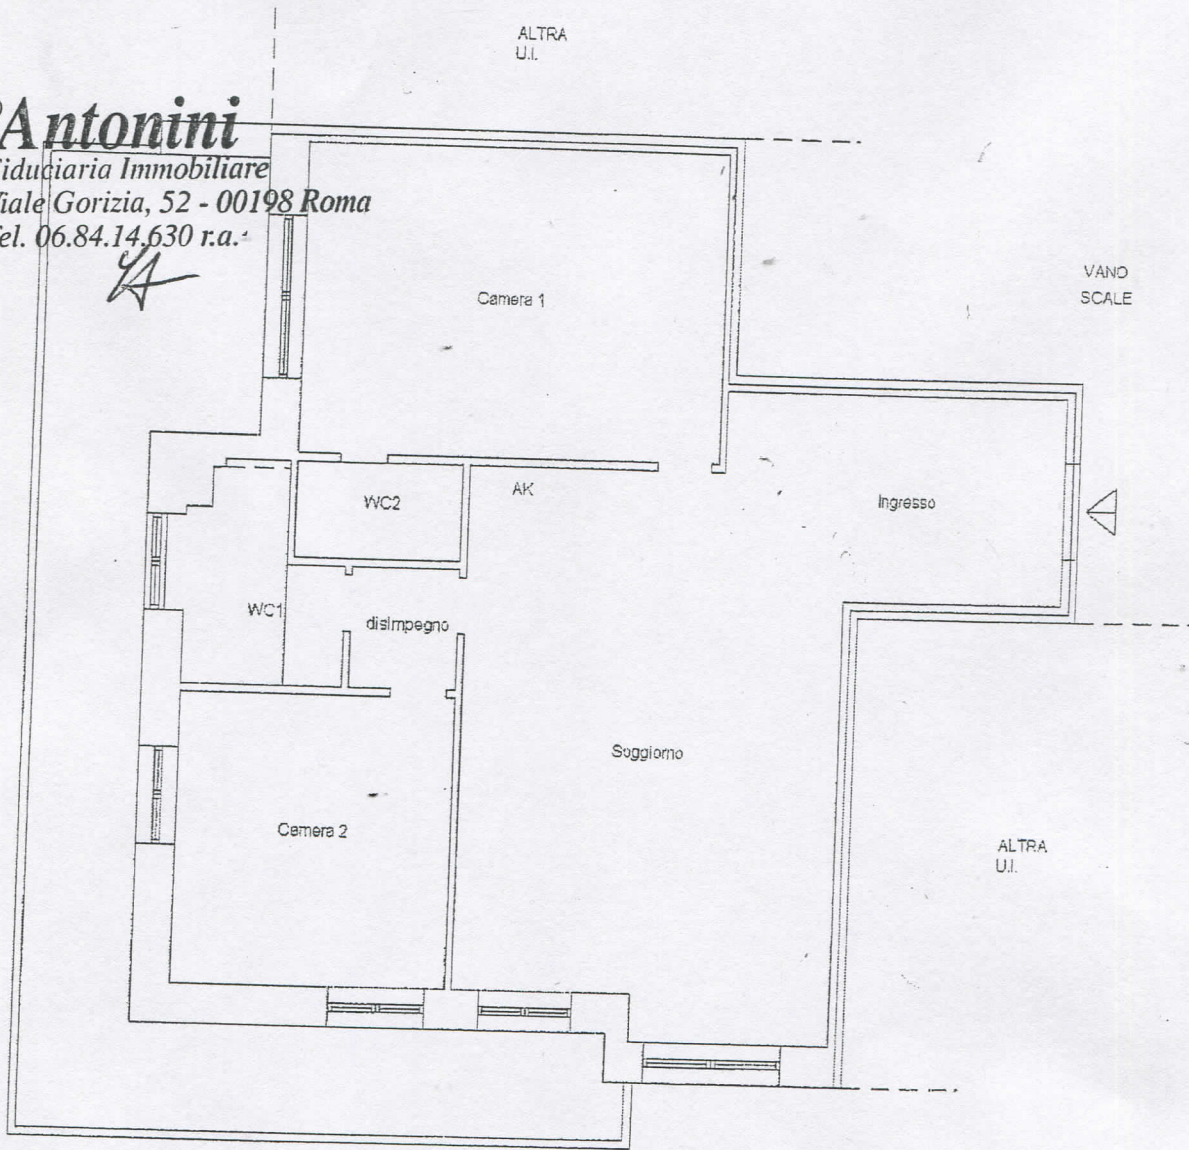 ALTRA
U.I.
Antonini
Fiduciaria Immobiliare
Viale Gorizia, 52 - 00198 Roma
Tel. 06.84.14.630 r.a.
VANO
SCALE
Camera 1
WC2
AK
Ingresso
WC1
disimpegno
Soggiorno
Camera 2
ALTRA
U.I.